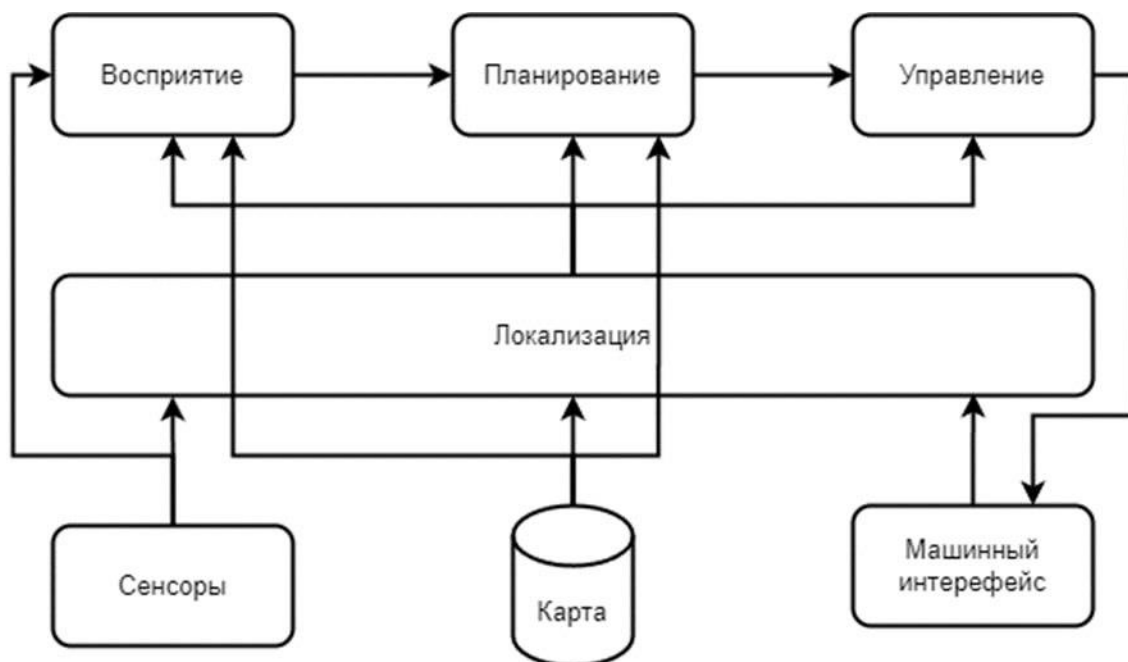 Восприятие
Планирование
Управление
Локализация
Сенсоры
Карта
Машинный
интерефейс